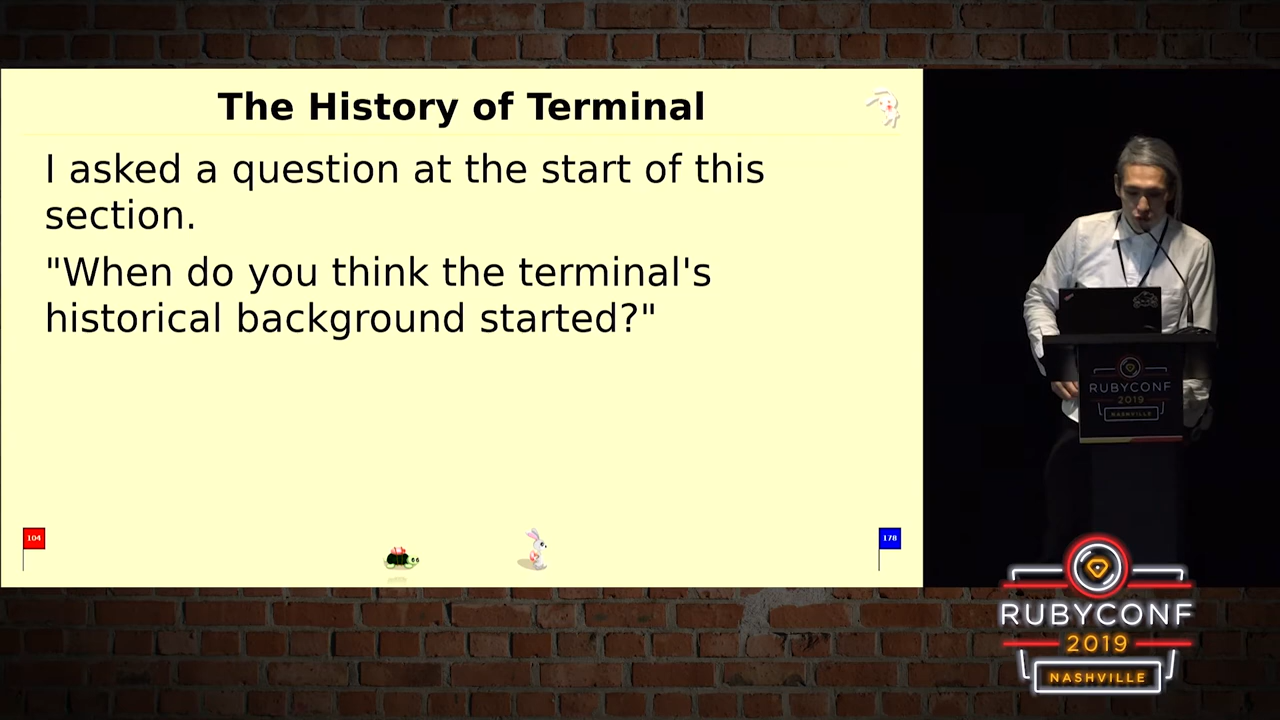 The History of Terminal
I asked a question at the start of this
section.
"When do you think the terminal's
historical background started?"
104
178
RUBYCONF
2019
NASHVILLE
RUBYCONF
2019
NASHVILLE